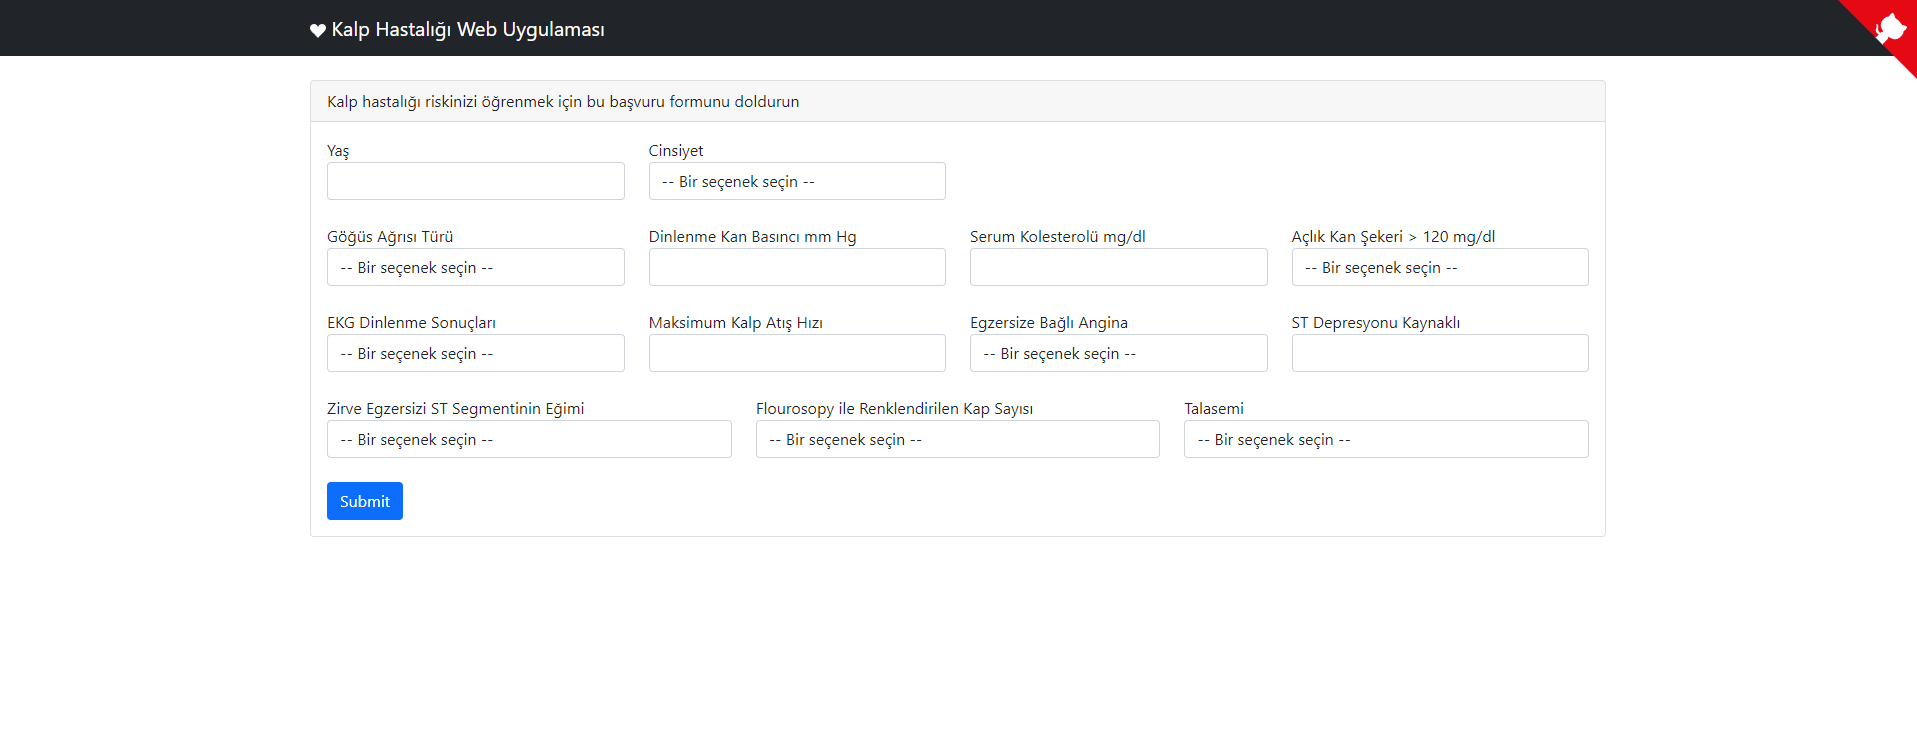 Kalp Hastalığı Web Uygulaması
Kalp hastalığı riskinizi öğrenmek için bu başvuru formunu doldurun
Yaş
Cinsiyet
-- Bir seçenek seçin --
Göğüs Ağrısı Türü
Dinlenme Kan Basıncı mm Hg
Serum Kolesterolü mg/dl
Açlık Kan Şekeri > 120 mg/dl
-- Bir seçenek seçin --
-- Bir seçenek seçin --
EKG Dinlenme Sonuçları
Maksimum Kalp Atış Hızı
Egzersize Bağlı Angina
ST Depresyonu Kaynaklı
-- Bir seçenek seçin --
-- Bir seçenek seçin --
Zirve Egzersizi ST Segmentinin Eğimi
Flourosopy ile Renklendirilen Kap Sayısı
Talasemi
-- Bir seçenek seçin --
-- Bir seçenek seçin --
-- Bir seçenek seçin --
Submit